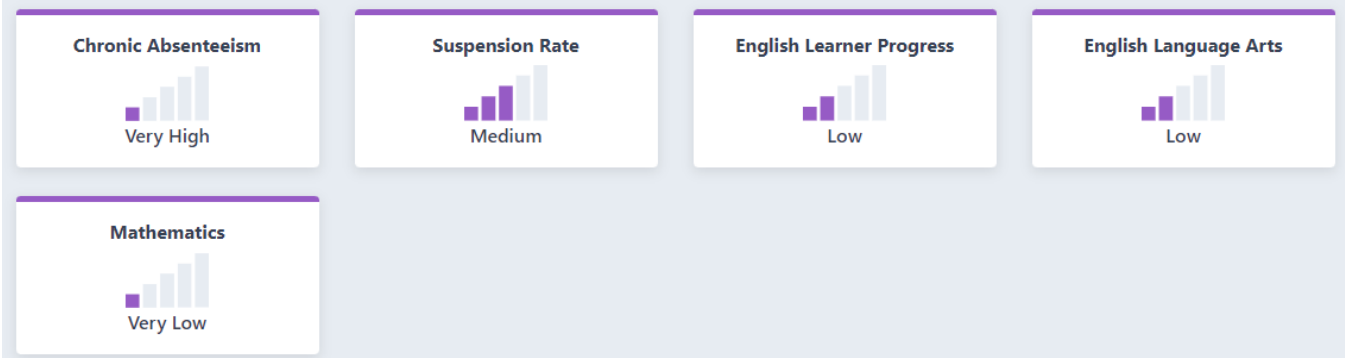 Chronic Absenteeism
Very High
Suspension Rate
Medium
English Learner Progress
Low
English Language Arts
Low
Mathematics
Very Low